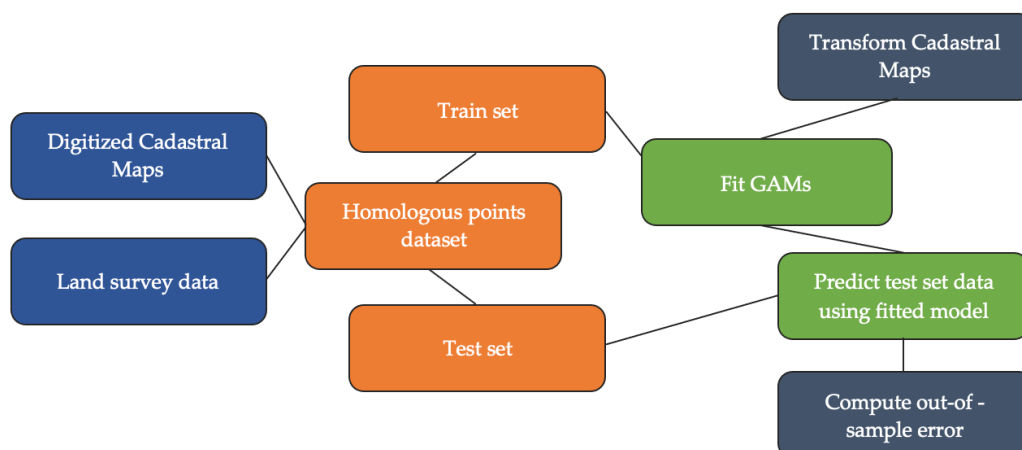 Transform Cadastral
Maps
Train set
Digitized Cadastral
Maps
Fit GAMs
Homologous points
dataset
Land survey data
Predict test set data
using fitted model
Test set
Compute out-of -
sample error